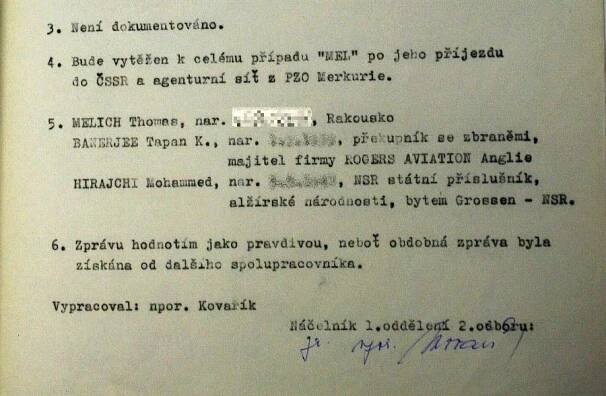 3. Není dokumentováno.
4. Bude vytěžen k celému případu "MEL" po jeho příjezdu
do ČSSR a agenturní síť z PZO Merkurie.
5. MELICH Thomas, nar. , Rakousko
BANERJEE Tapan K., nar. , překupník se zbraněmi,
majitel firmy ROGERS AVIATION Anglie
HIRAJCHI Mohammed, nar. , NSR státní příslušník,
alžírské národnosti, bytem Grossen - NSR.
6. Zprávu hodnotím jako pravdivou, neboť obdobná zpráva byla
získána od dalšího spolupracovníka.
Vypracoval: npor. Kovařík
Náčelník 1.oddělení 2.odboru: